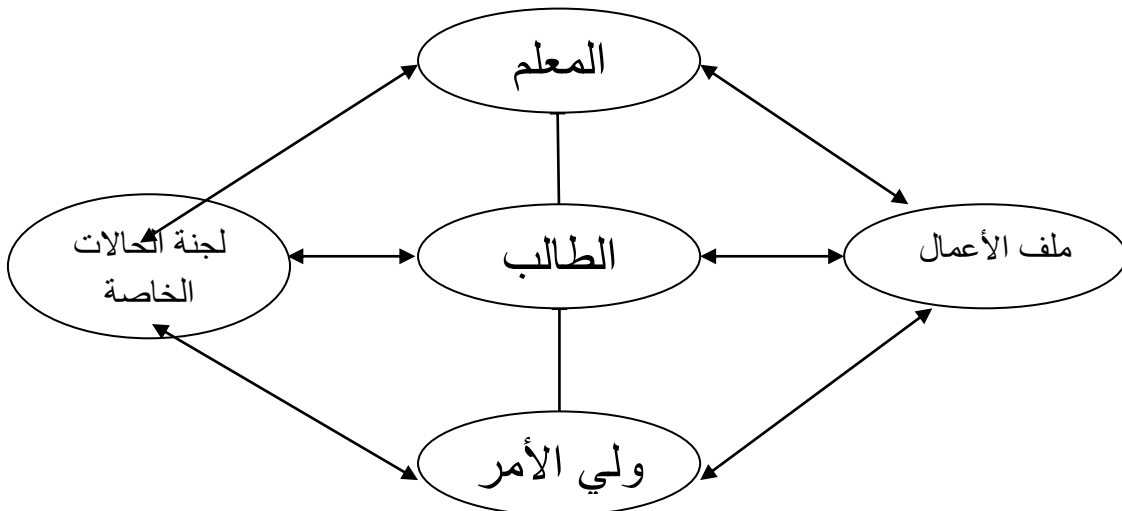 المعلم
لجنة الحالات
الخاصة
الطالب
ملف الأعمال
ولي الأمر